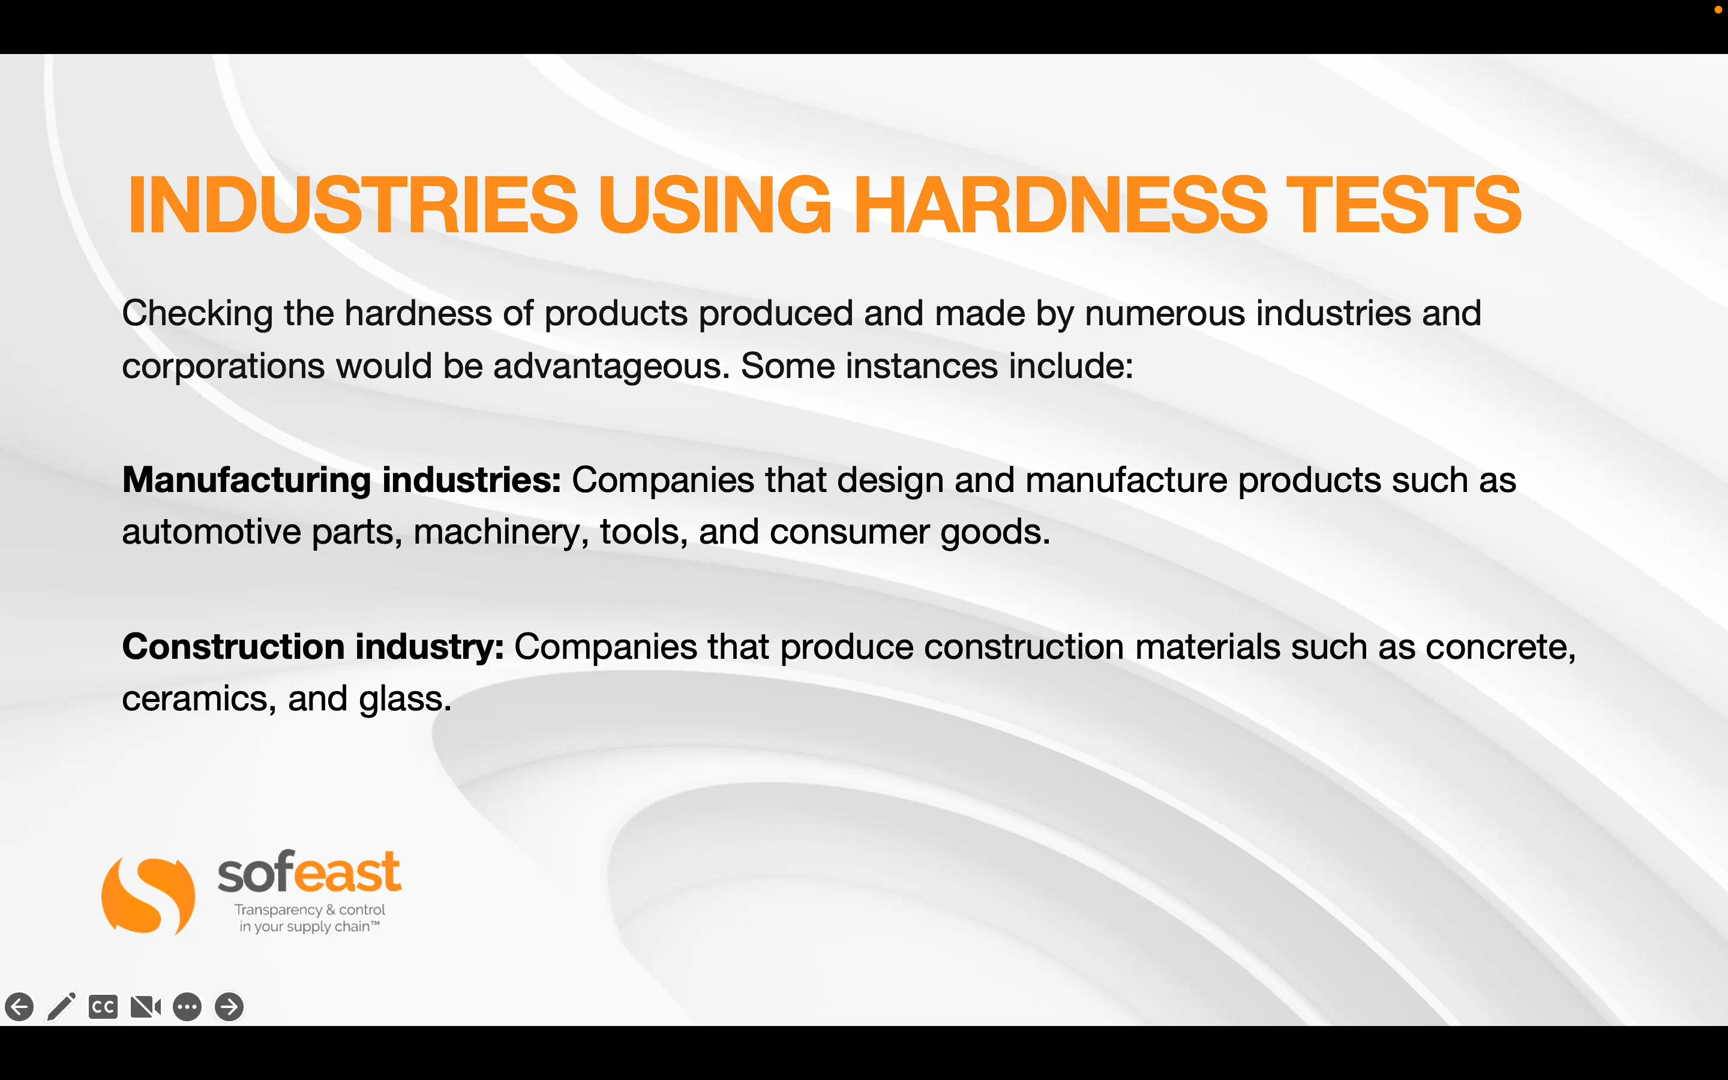 INDUSTRIES USING HARDNESS TESTS
Checking the hardness of products produced and made by numerous industries and
corporations would be advantageous. Some instances include:
Manufacturing industries: Companies that design and manufacture products such as
automotive parts, machinery, tools, and consumer goods.
Construction industry: Companies that produce construction materials such as concrete,
ceramics, and glass.
sofeast
Transparency & control
in your supply chain™
CC